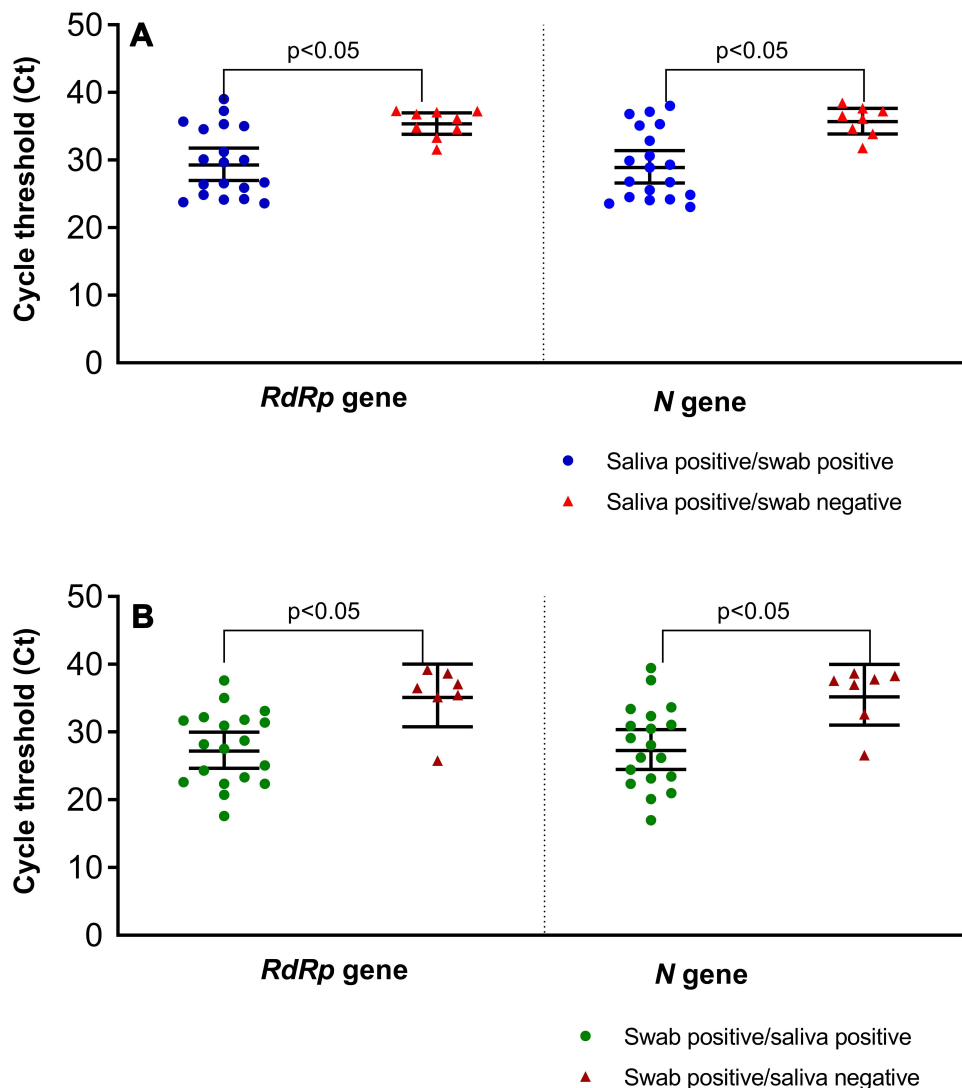 A
Cycle threshold (Ct)
50
40
30
20
10
0
p<0.05
p<0.05
RdRp gene
N gene
Saliva positive/swab positive
Saliva positive/swab negative
B
Cycle threshold (Ct)
50
40
30
20
10
0
p<0.05
p<0.05
RdRp gene
N gene
Swab positive/saliva positive
Swab positive/saliva negative